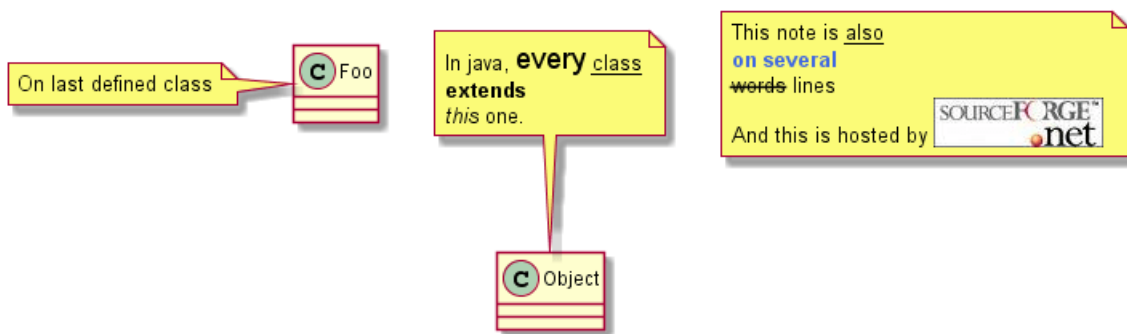 On last defined class
C Foo
In java, every class
extends
this one.
C Object
This note is also
on several
words lines
And this is hosted by SOURCEFORGE™
.net